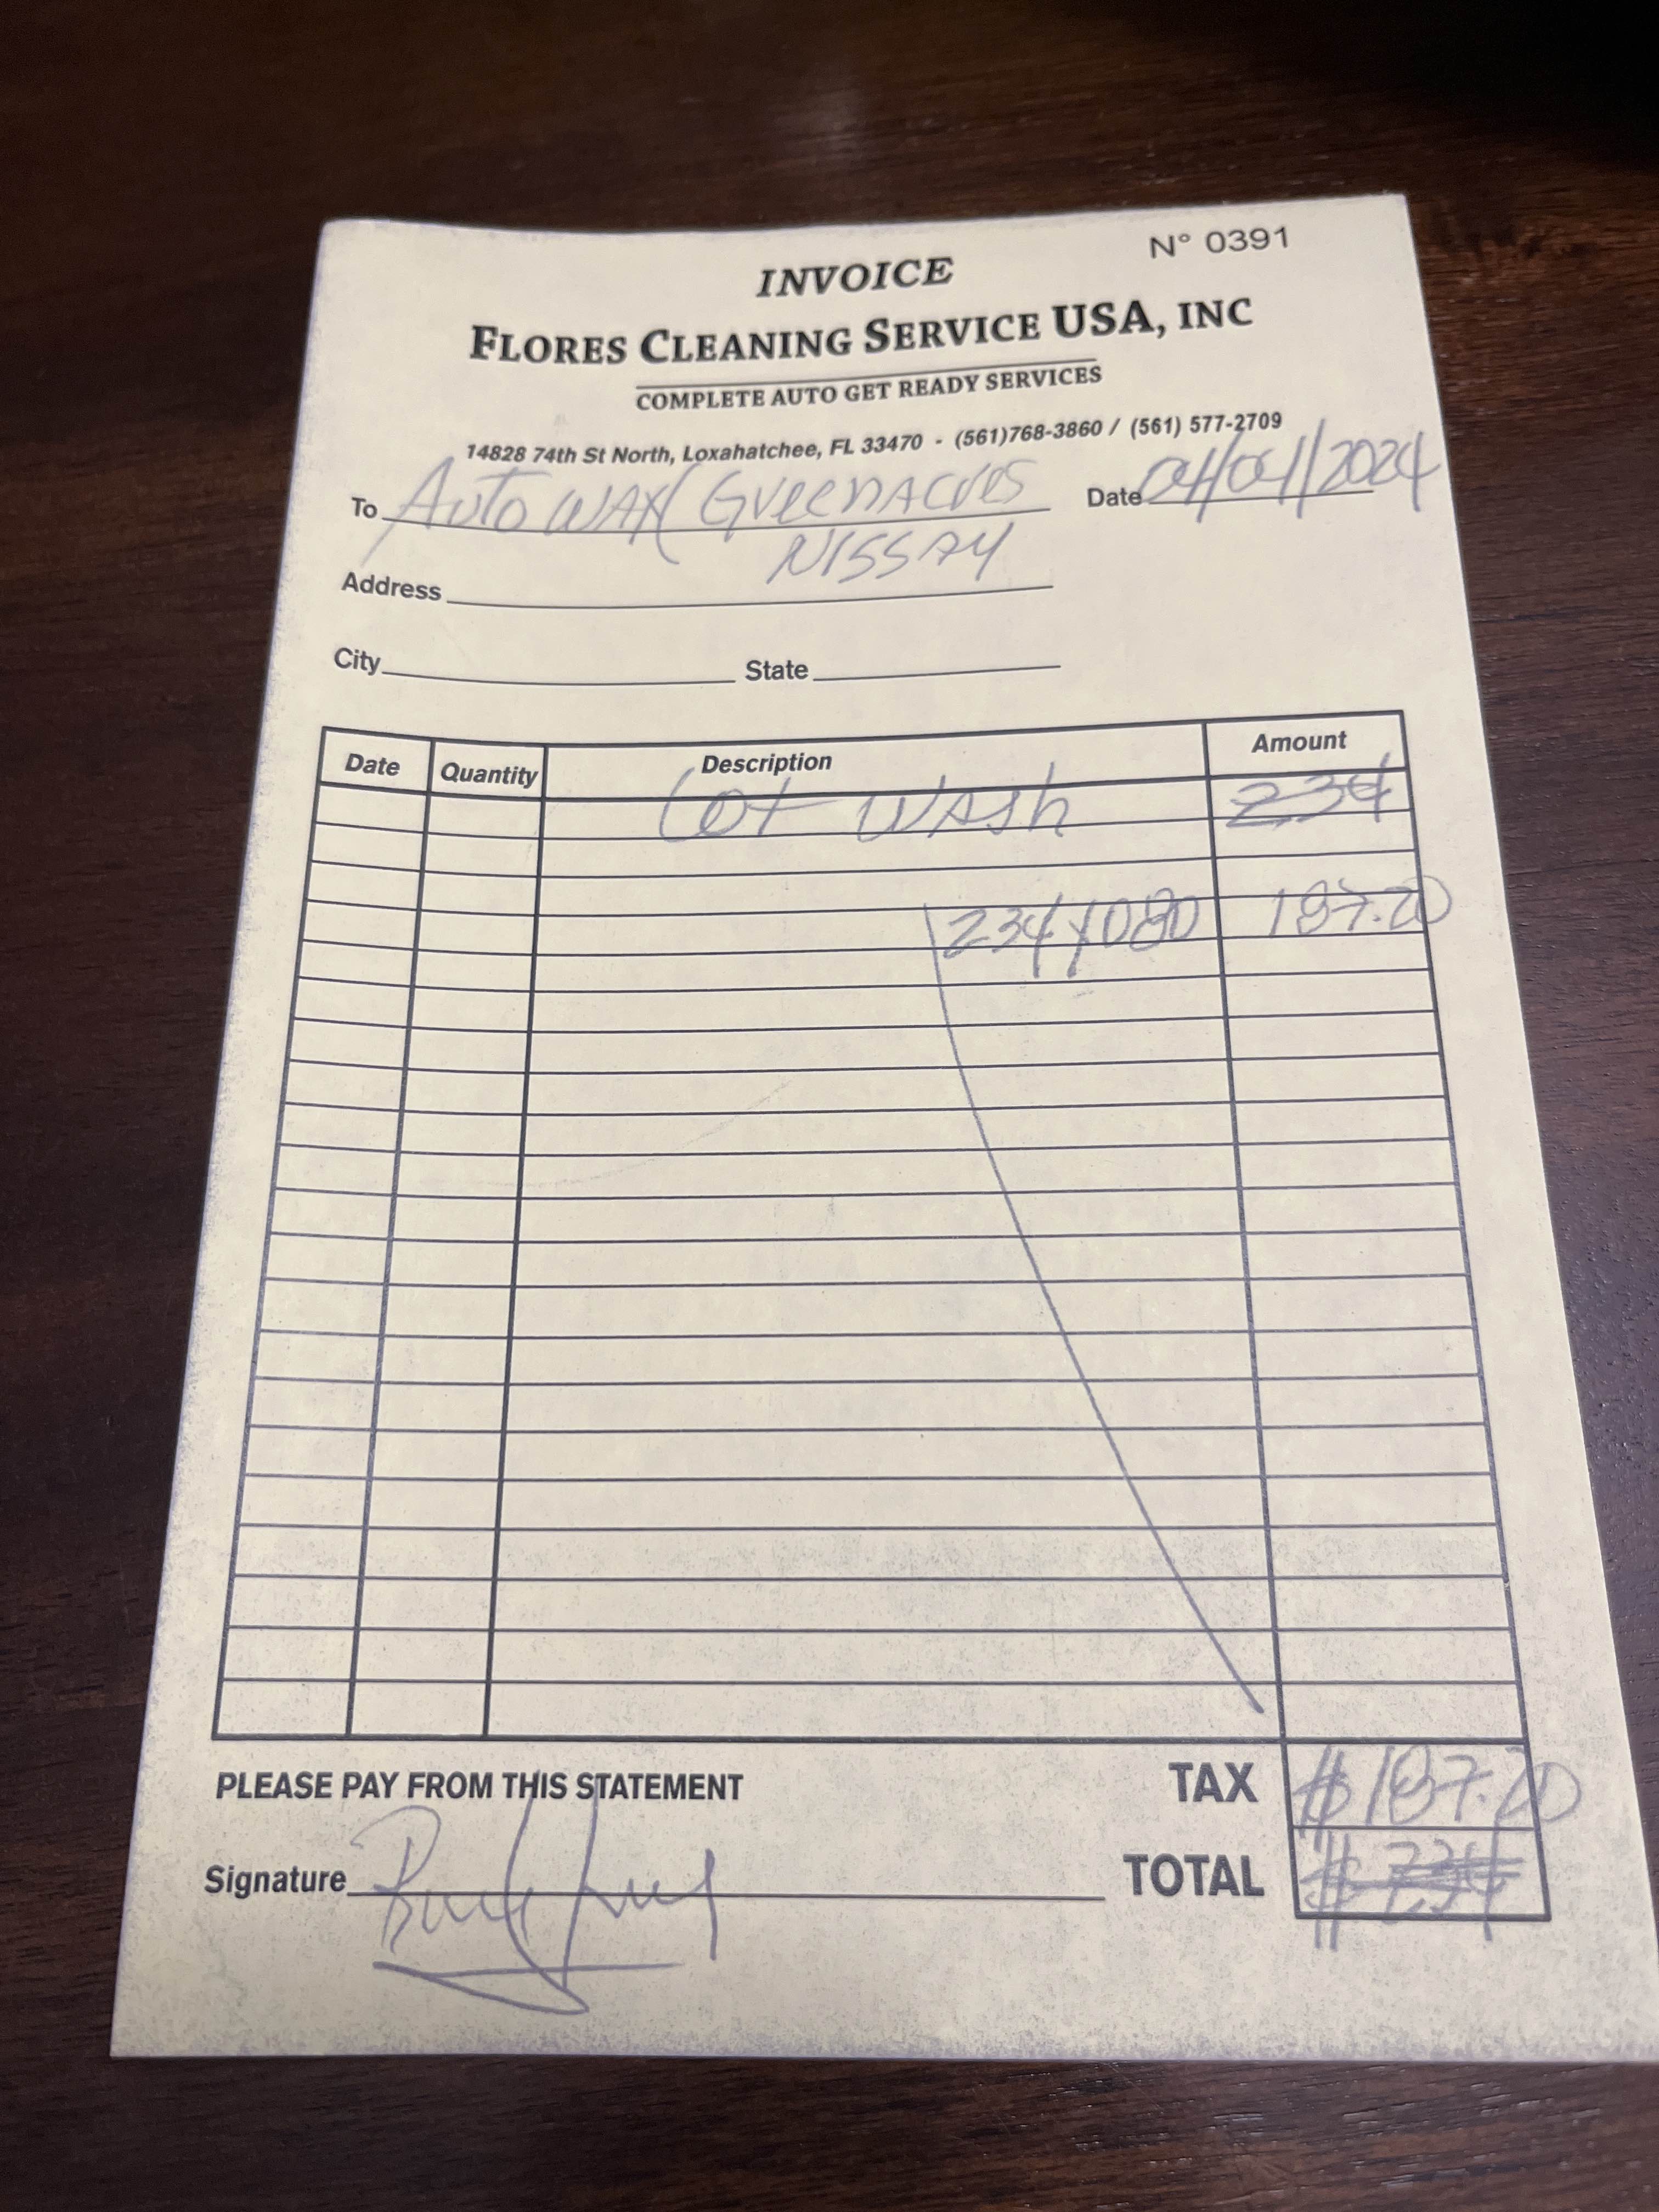 N° 0391
INVOICE
FLORES CLEANING SERVICE USA, INC
COMPLETE AUTO GET READY SERVICES
14828 74th St North, Loxahatchee, FL 33470 - (561)768-3860 / (561) 577-2709
To Auto WAX ( GreenAcres Date 04/01/2024
NISSAN
Address
City State
Date Quantity Description Amount
Lot WASh 234
234 x 080 187.20
PLEASE PAY FROM THIS STATEMENT TAX $187.20
Signature TOTAL $234